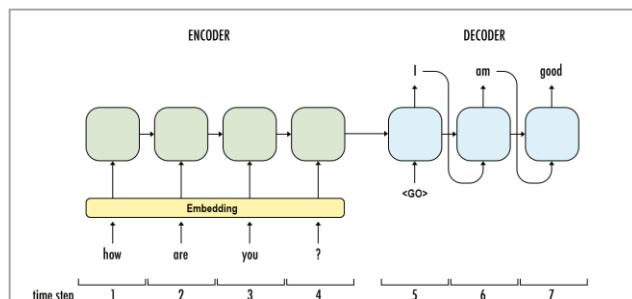 ENCODER DECODER
I am good
<GO>
Embedding
how are you ?
time step 1 2 3 4 5 6 7